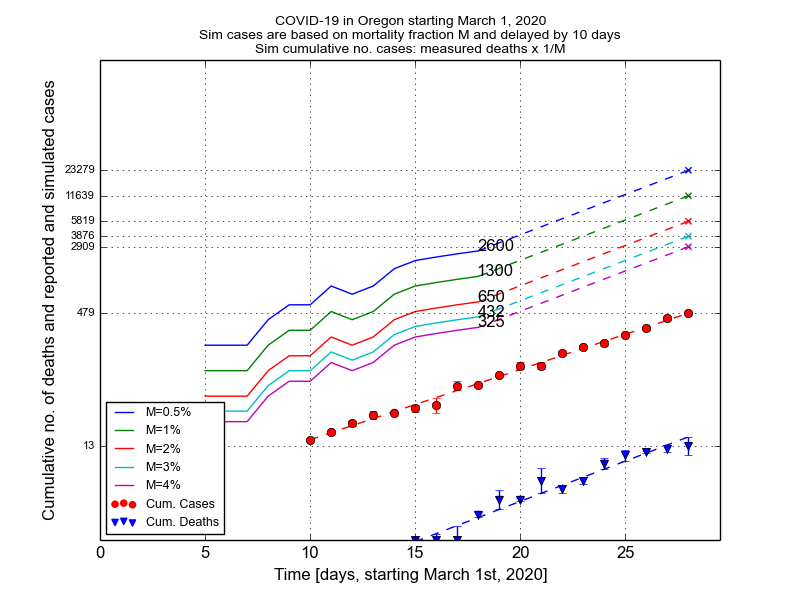 COVID-19 in Oregon starting March 1, 2020
Sim cases are based on mortality fraction M and delayed by 10 days
Sim cumulative no. cases: measured deaths x 1/M
Cumulative no. of deaths and reported and simulated cases
23279
11639
5819
3876
2909
479
13
2600
1300
650
432
325
M=0.5%
M=1%
M=2%
M=3%
M=4%
Cum. Cases
Cum. Deaths
0 5 10 15 20 25
Time [days, starting March 1st, 2020]